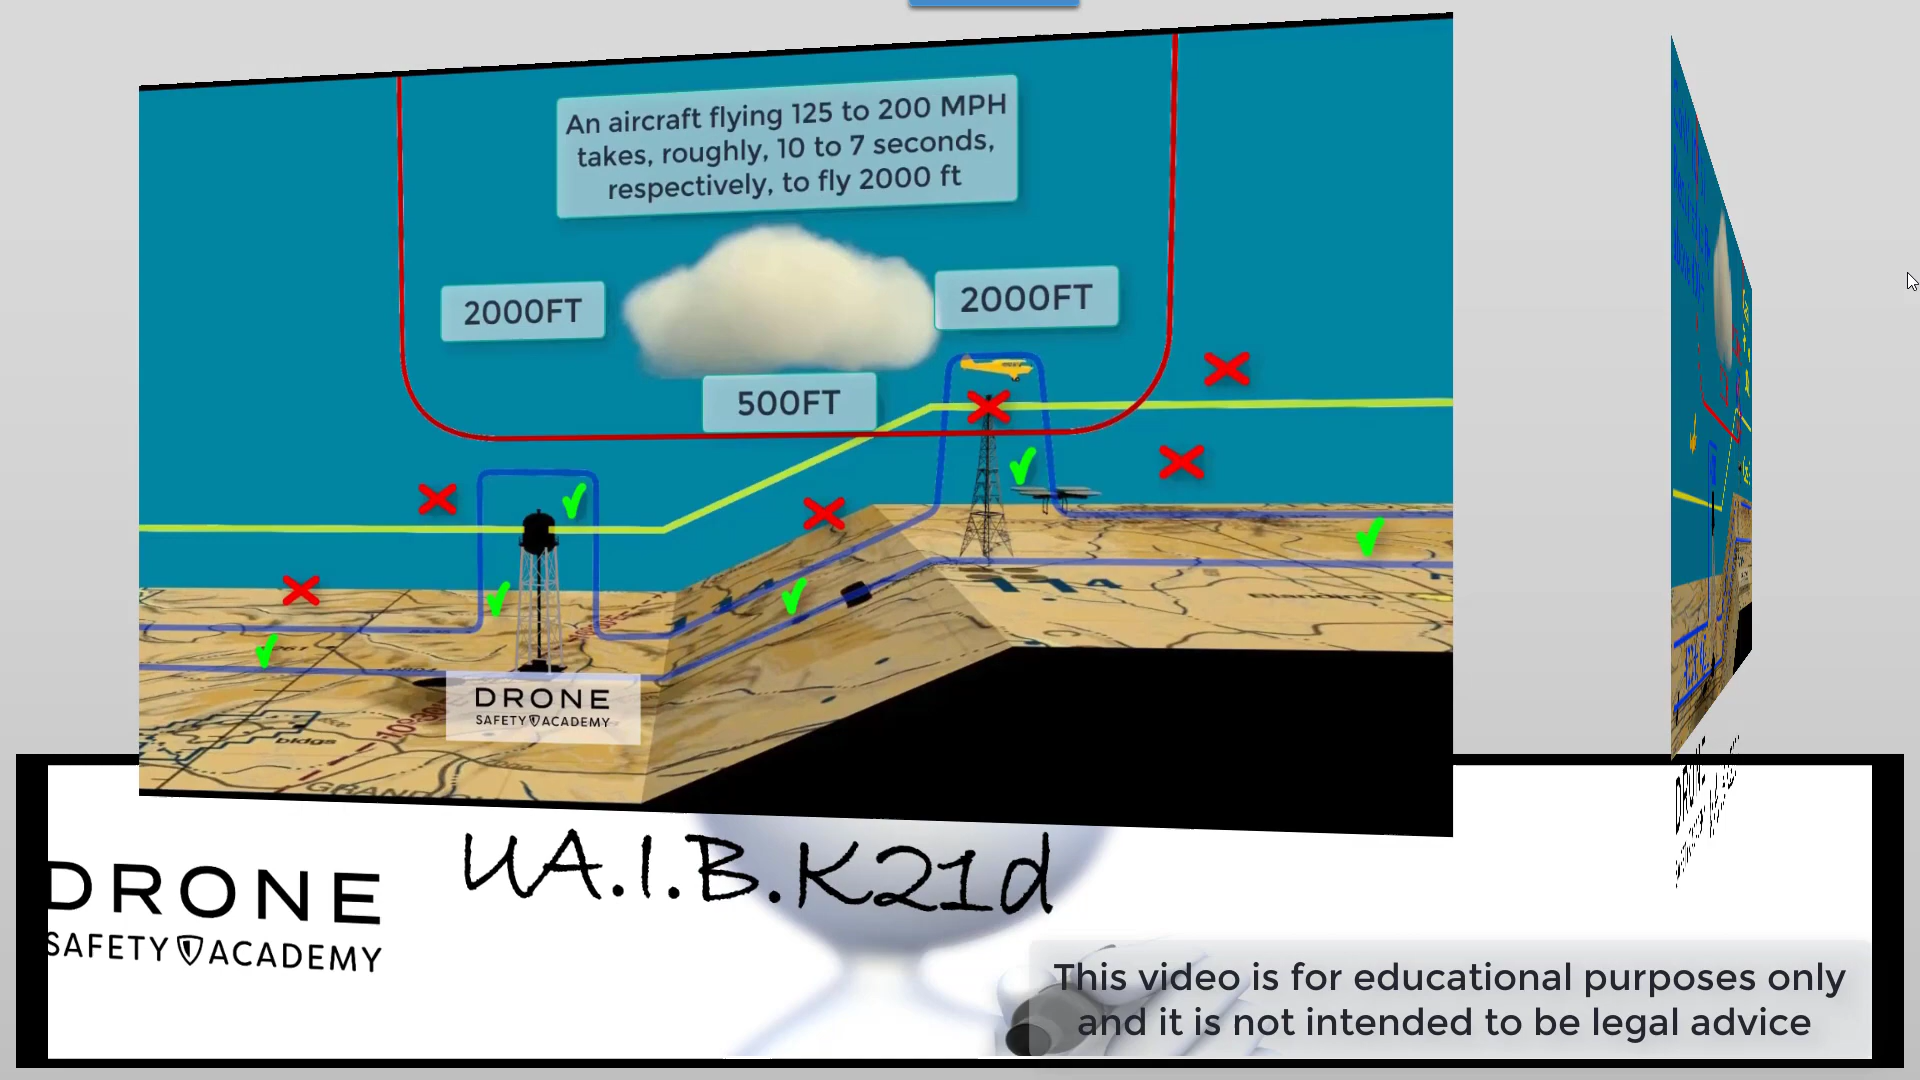 An aircraft flying 125 to 200 MPH
takes, roughly, 10 to 7 seconds,
respectively, to fly 2000 ft
2000FT
2000FT
500FT
DRONE
SAFETY ACADEMY
bldgs
UA.I.B.K21d
DRONE
SAFETY ACADEMY
This video is for educational purposes only
and it is not intended to be legal advice